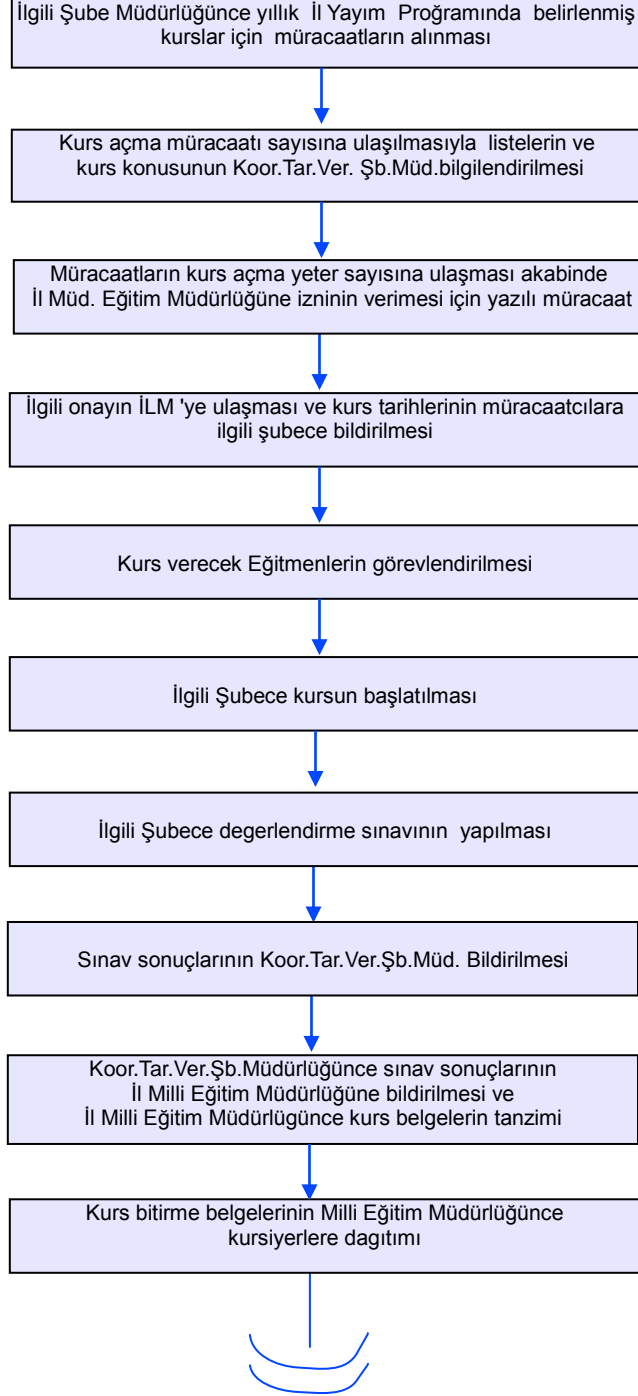 İlgili Şube Müdürlüğünce yıllık İl Yayım  Proğramında  belirlenmiş
kurslar için  müracaatların alınması
Kurs açma müracaatı sayısına ulaşılmasıyla  listelerin ve
kurs konusunun Koor.Tar.Ver. Şb.Müd.bilgilendirilmesi
Müracaatların kurs açma yeter sayısına ulaşması akabinde
İl Müd. Eğitim Müdürlüğüne izninin verimesi için yazılı müracaat
İlgili onayın İLM 'ye ulaşması ve kurs tarihlerinin müracaatcılara
ilgili şubece bildirilmesi
Kurs verecek Eğitmenlerin görevlendirilmesi
İlgili Şubece kursun başlatılması
İlgili Şubece degerlendirme sınavının  yapılması
Sınav sonuçlarının Koor.Tar.Ver.Şb.Müd. Bildirilmesi
Koor.Tar.Ver.Şb.Müdürlüğünce sınav sonuçlarının
İl Milli Eğitim Müdürlüğüne bildirilmesi ve
İl Milli Eğitim Müdürlügünce kurs belgelerin tanzimi
Kurs bitirme belgelerinin Milli Eğitim Müdürlüğünce
kursiyerlere dagıtımı